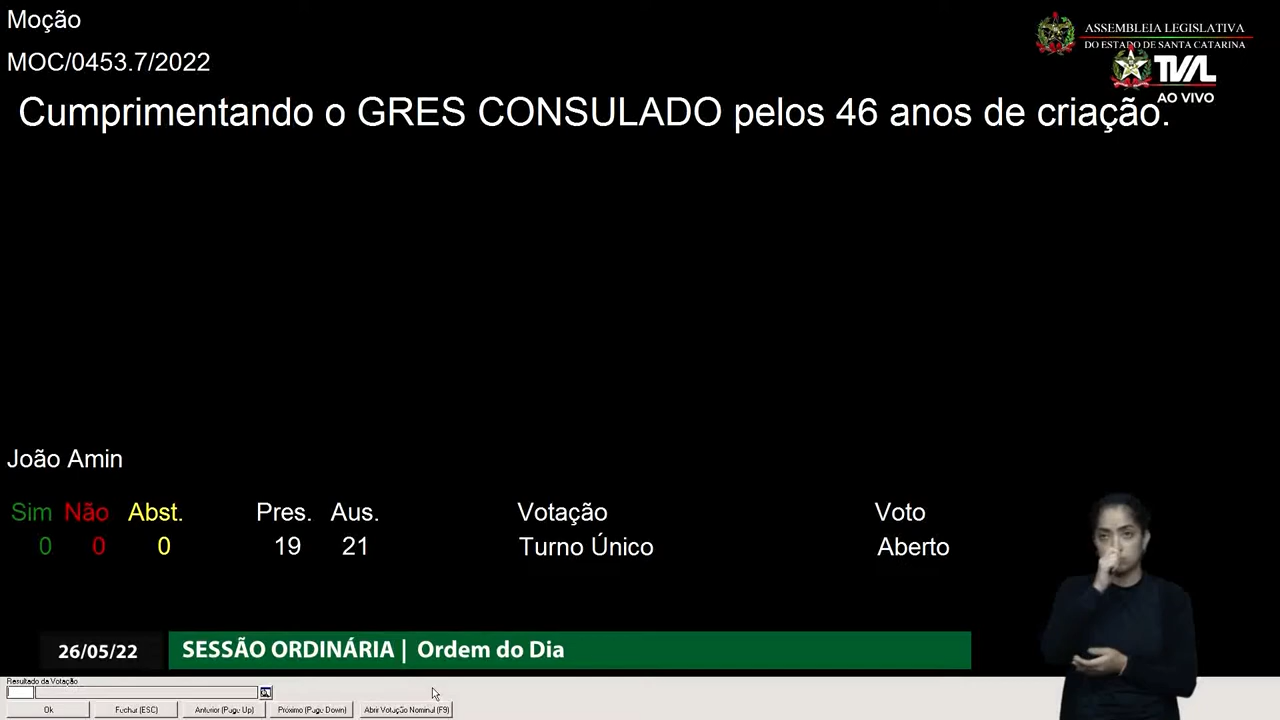 Moção
ASSEMBLEIA LEGISLATIVA
DO ESTADO DE SANTA CATARINA
MOC/0453.7/2022
TVAL
AO VIVO
Cumprimentando o GRES CONSULADO pelos 46 anos de criação.
João Amin
Sim Não Abst. Pres. Aus. Votação Voto
0 0 0 19 21 Turno Único Aberto
26/05/22 SESSÃO ORDINÁRIA | Ordem do Dia
Resultado da Votação
Ok Fechar (ESC) Anterior (Page Up) Próximo (Page Down) Abrir Votação Nominal (F9)